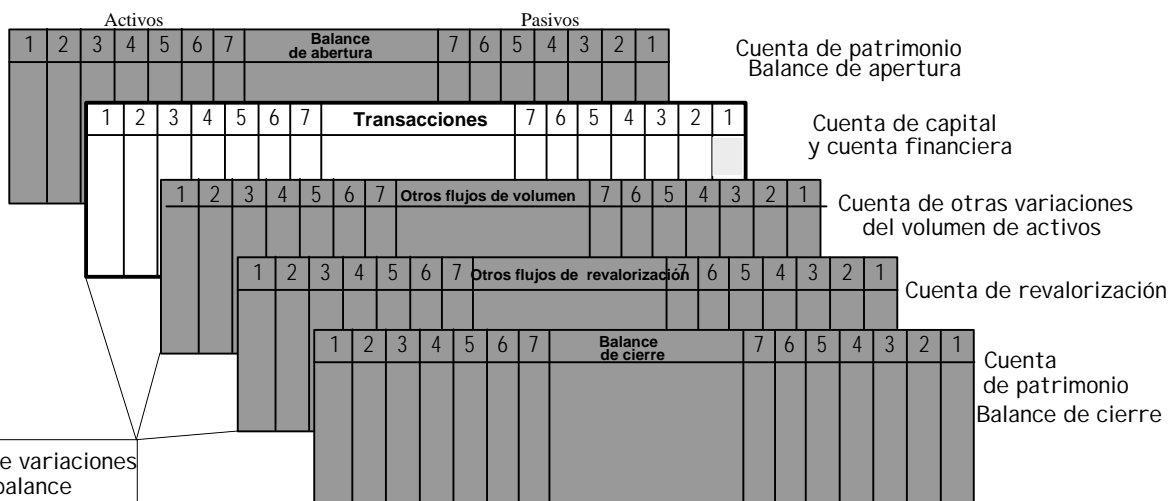 Activos Pasivos
1 2 3 4 5 6 7 Balance de abertura 7 6 5 4 3 2 1
Cuenta de patrimonio
Balance de apertura
1 2 3 4 5 6 7 Transacciones 7 6 5 4 3 2 1
Cuenta de capital
y cuenta financiera
1 2 3 4 5 6 7 Otros flujos de volumen 7 6 5 4 3 2 1
Cuenta de otras variaciones
del volumen de activos
1 2 3 4 5 6 7 Otros flujos de revalorización 7 6 5 4 3 2 1
Cuenta de revalorización
1 2 3 4 5 6 7 Balance de cierre 7 6 5 4 3 2 1
Cuenta
de patrimonio
Balance de cierre
e variaciones
balance